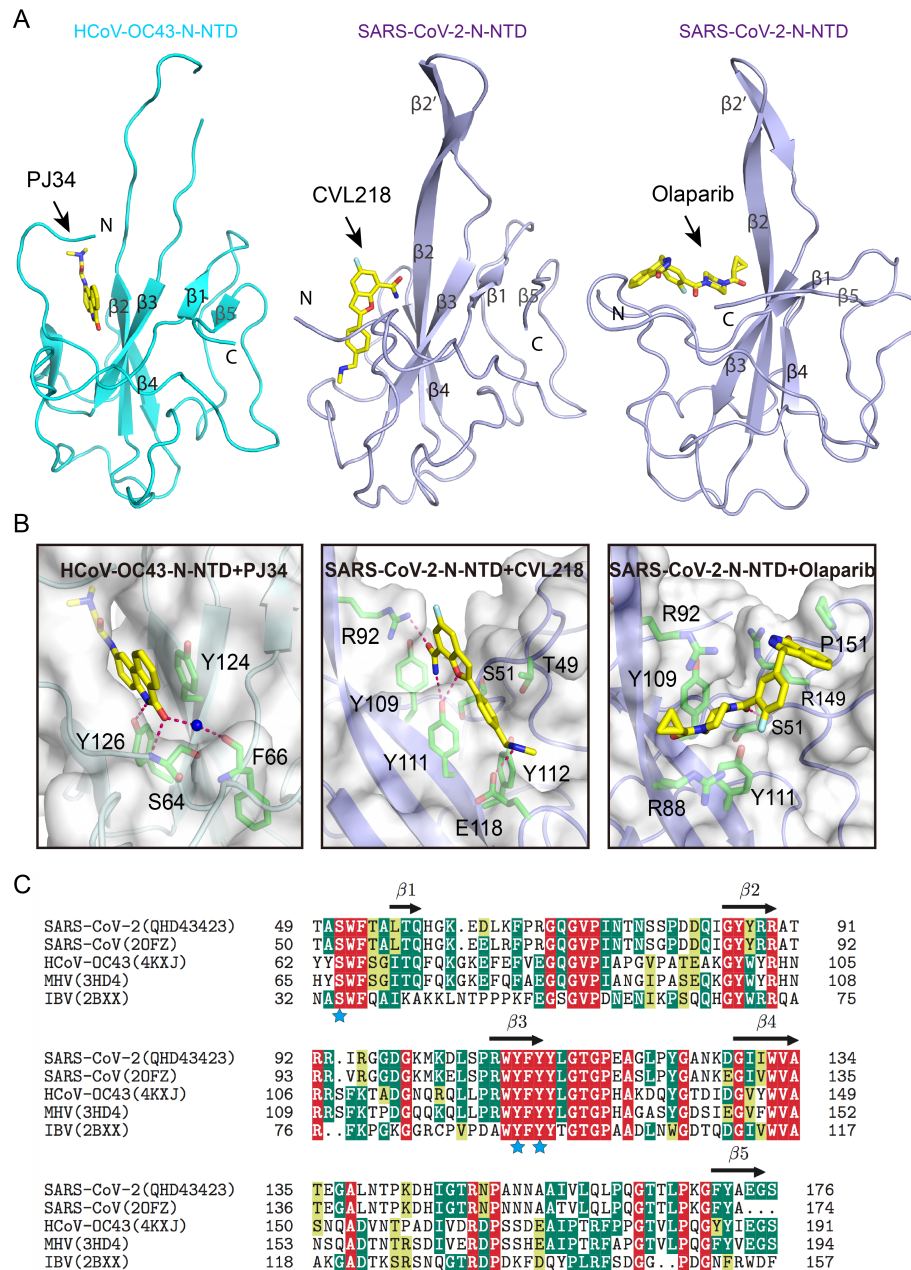 A
HCoV-OC43-N-NTD
SARS-CoV-2-N-NTD
SARS-CoV-2-N-NTD
PJ34
N
β2
β3
β1
β5
C
β4
β2'
CVL218
β2
N
β3
β1
β5
C
β4
β2'
Olaparib
β2
β1
β5
N
C
β3
β4
B
HCoV-OC43-N-NTD+PJ34
Y124
Y126
F66
S64
SARS-CoV-2-N-NTD+CVL218
R92
S51
T49
Y109
Y111
Y112
E118
SARS-CoV-2-N-NTD+Olaparib
R92
P151
Y109
R149
S51
R88
Y111
C
β1 β2
SARS-CoV-2(QHD43423) 49 TASWFTALTQHGK.EDLKFPRGQGVPINTNSSPDDQIGYYRRAT 91
SARS-CoV(2OFZ) 50 TASWFTALTQHGK.EELRFPRGQGVPINTNSGPDDQIGYYRRAT 92
HCoV-OC43(4KXJ) 62 YYSWFSGITQFQKGKEFEFVEGQGVPIAPGVPATEAKGYWYRHN 105
MHV(3HD4) 65 HYSWFSGITQFQKGKEFQFAEGQGVPIANGIPASEQKGYWYRHN 108
IBV(2BXX) 32 NASWFQAIKAKKLNTPPPKFEGSGVPDNENIKPSQQHGYWRRQA 75
β3 β4
SARS-CoV-2(QHD43423) 92 RR.IRGGDGKMKDLSPRWYFYYLGTGPEAGLPYGANKDGIIWVA 134
SARS-CoV(2OFZ) 93 RR.VRGGDGKMKELSPRWYFYYLGTGPEASLPYGANKEGIVWVA 135
HCoV-OC43(4KXJ) 106 RRSFKTADGNQRQLLPRWYFYYLGTGPHAKDQYGTDIDGVYWVA 149
MHV(3HD4) 109 RRSFKTPDGQQKQLLPRWYFYYLGTGPHAGASYGDSIEGVFWVA 152
IBV(2BXX) 76 R..FKPGKGGRCPVPDAWYFYYTGTGPAADLNWGDTQDGIVWVA 117
β5
SARS-CoV-2(QHD43423) 135 TEGALNTPKDHIGTRNPANNAAIVLQLPQGTTLPKGFYAEGS 176
SARS-CoV(2OFZ) 136 TEGALNTPKDHIGTRNPNNNAATVLQLPQGTTLPKGFYA... 174
HCoV-OC43(4KXJ) 150 SNQADVNTPADIVDRDPSSDEAIPTRFPPGTVLPQGYYIEGS 191
MHV(3HD4) 153 NSQADTNTRSDIVERDPSSHEAIPTRFAPGTVLPQGFYVEGS 194
IBV(2BXX) 118 AKGADTKSRSNQGTRDPDKFDQYPLRFSDGG..PDGNFRWDF 157